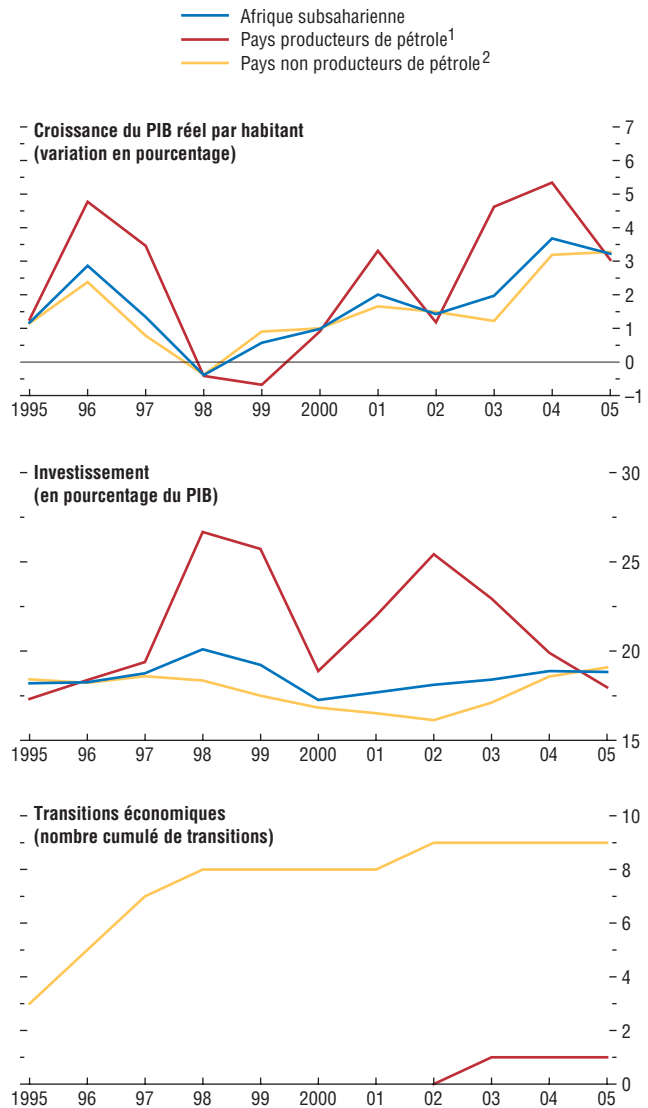 Afrique subsaharienne
Pays producteurs de pétrole1
Pays non producteurs de pétrole2
Croissance du PIB réel par habitant
(variation en pourcentage)
7
6
5
4
3
2
1
0
–1
1995 96 97 98 99 2000 01 02 03 04 05
Investissement
(en pourcentage du PIB)
30
25
20
15
1995 96 97 98 99 2000 01 02 03 04 05
Transitions économiques
(nombre cumulé de transitions)
10
8
6
4
2
0
1995 96 97 98 99 2000 01 02 03 04 05